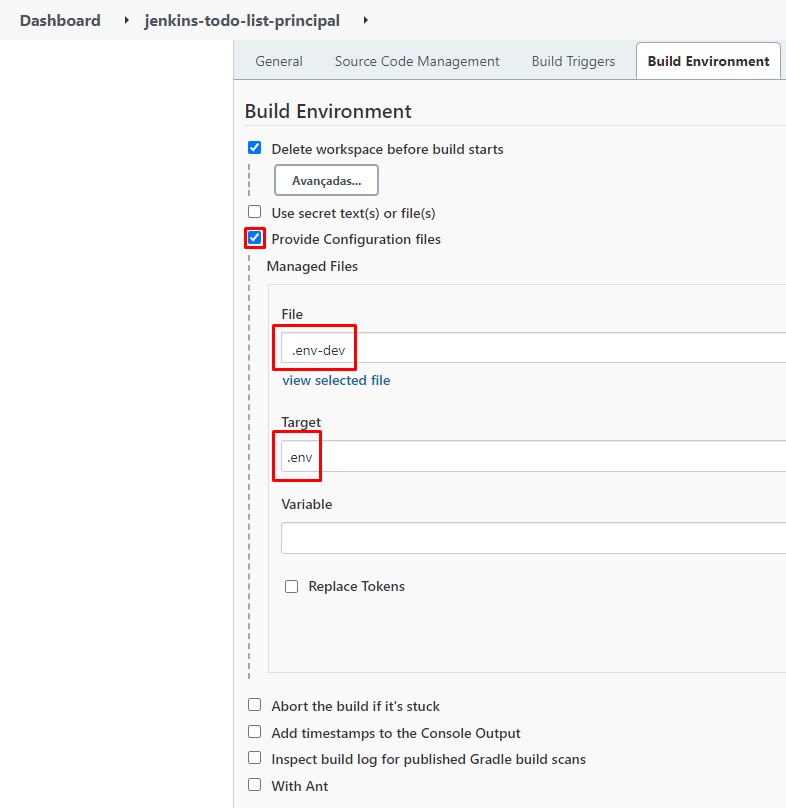 Dashboard jenkins-todo-list-principal
General Source Code Management Build Triggers Build Environment
Build Environment
Delete workspace before build starts
Avançadas...
Use secret text(s) or file(s)
Provide Configuration files
Managed Files
File
.env-dev
view selected file
Target
.env
Variable
Replace Tokens
Abort the build if it's stuck
Add timestamps to the Console Output
Inspect build log for published Gradle build scans
With Ant